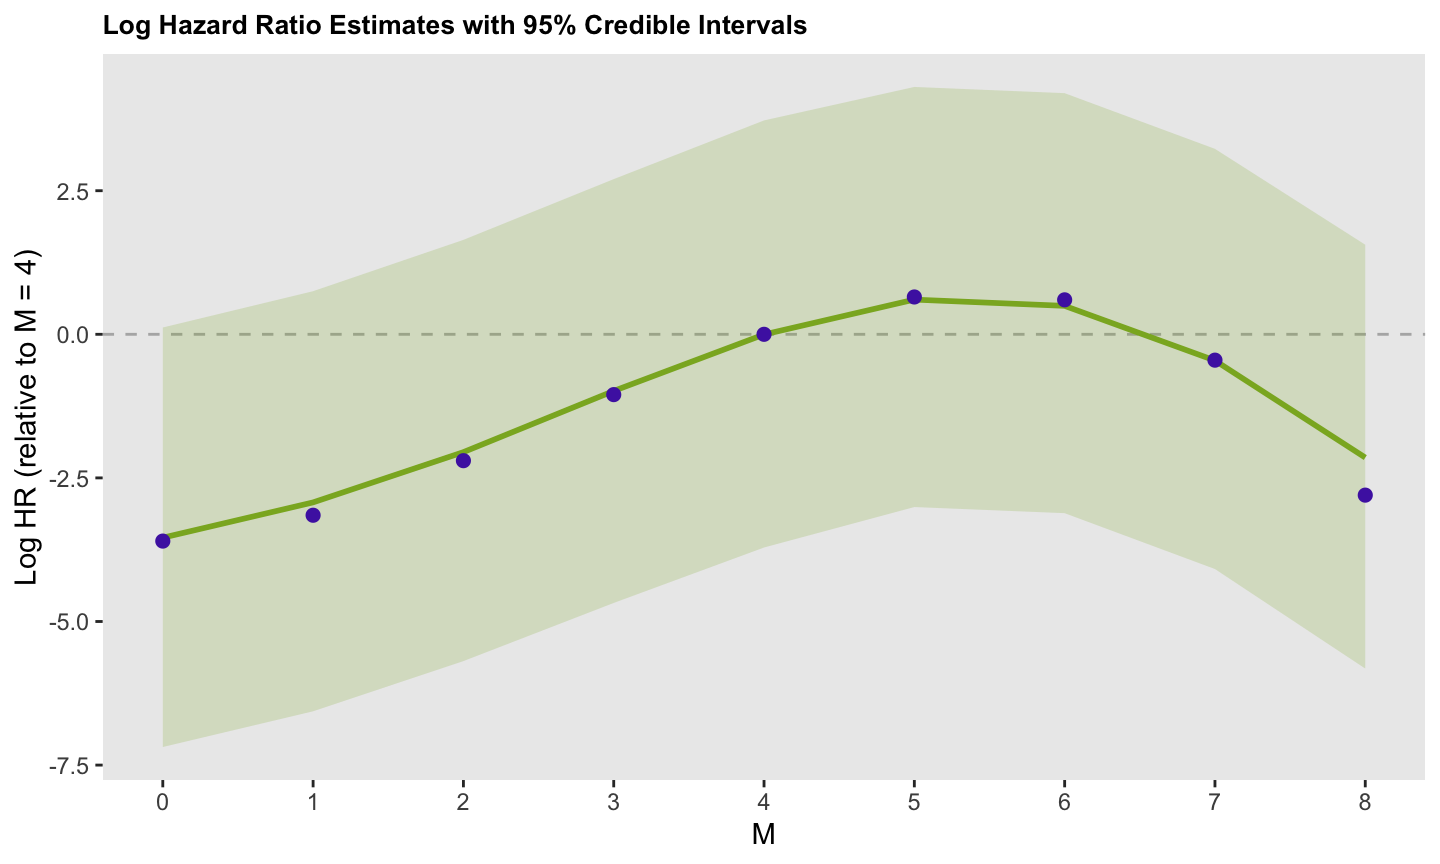 Log Hazard Ratio Estimates with 95% Credible Intervals
Log HR (relative to M = 4)
2.5
0.0
-2.5
-5.0
-7.5
0 1 2 3 4 5 6 7 8
M